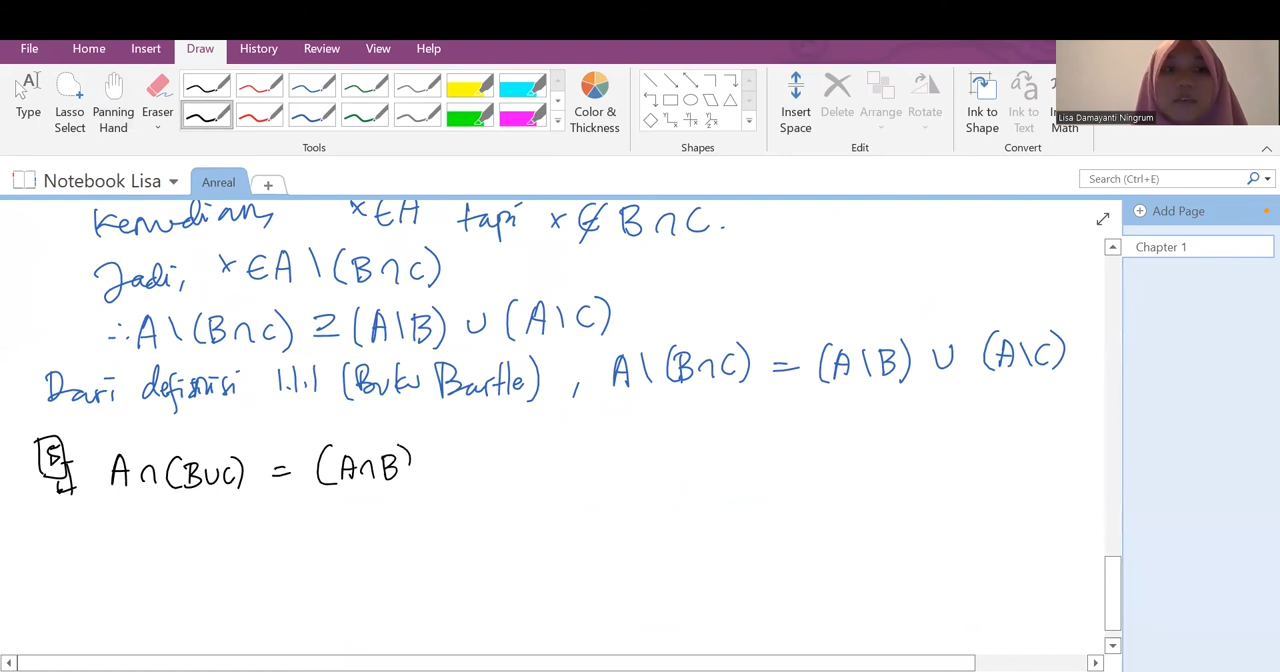 File Home Insert Draw History Review View Help
Type Lasso Select Panning Hand Eraser Color & Thickness Insert Space Delete Arrange Rotate Ink to Shape Ink to Text Math
Tools Shapes Edit Convert
Lisa Damayanti Ningrum
Notebook Lisa Anreal Search (Ctrl+E)
Add Page
Chapter 1
Kemudian, x∈A tapi x∉B∩C.
Jadi, x∈A\(B∩C)
∴A\(B∩C) ⊇ (A\B) ∪ (A\C)
Dari definisi 1.1.1 (Buku Bartle), A\(B∩C) = (A\B) ∪ (A\C)
A∩(B∪C) = (A∩B)